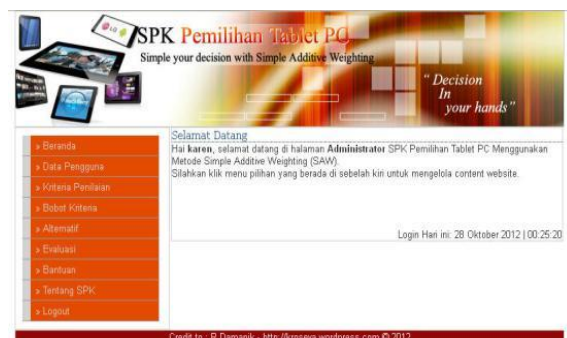 SPK Pemilihan Tablet PC
Simple your decision with Simple Additive Weighting
LG
" Decision
In
your hands"
» Beranda
» Data Pengguna
» Kriteria Penilaian
» Bobot Kriteria
» Alternatif
» Evaluasi
» Bantuan
» Tentang SPK
» Logout
Selamat Datang
Hai karen, selamat datang di halaman Administrator SPK Pemilihan Tablet PC Menggunakan
Metode Simple Additive Weighting (SAW).
Silahkan klik menu pilihan yang berada di sebelah kiri untuk mengelola content website.
Login Hari ini: 28 Oktober 2012 | 00:25:20
Credit to : R.Damanik - http://kroseva.wordpress.com © 2012